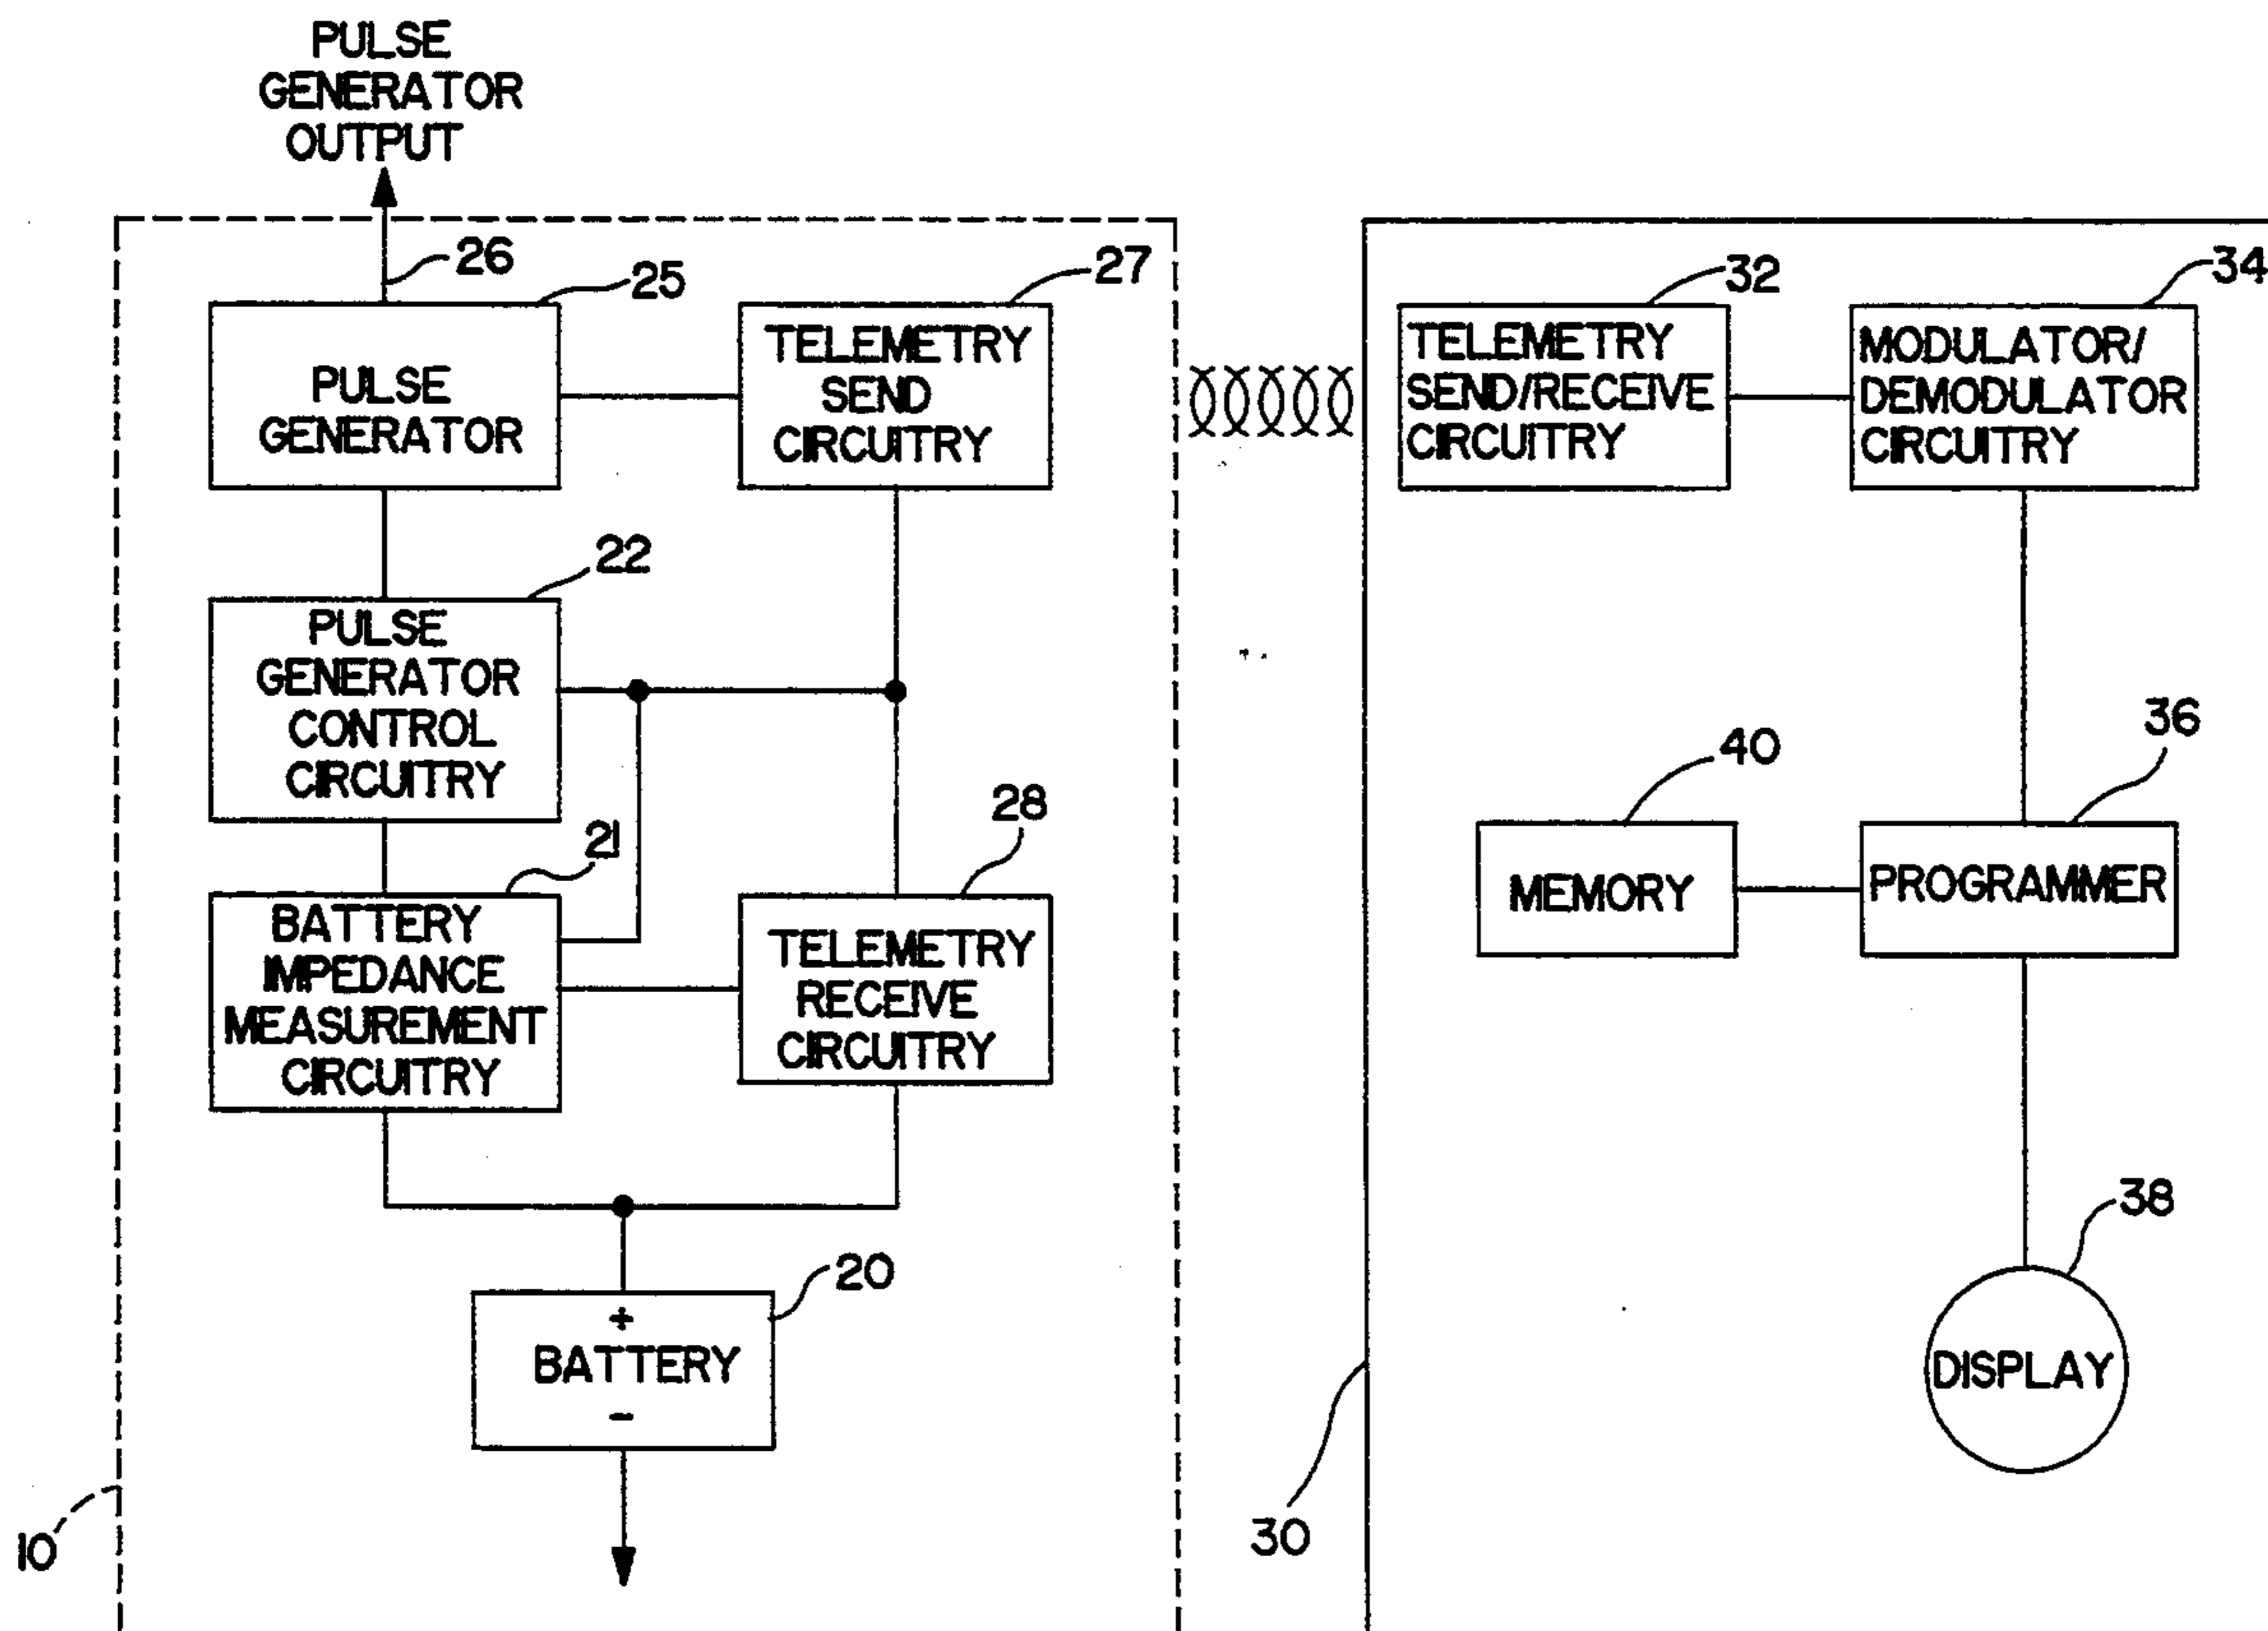 PULSE
GENERATOR
OUTPUT
26
25
27
PULSE
GENERATOR
TELEMETRY
SEND
CIRCUITRY
32
34
TELEMETRY
SEND/RECEIVE
CIRCUITRY
MODULATOR/
DEMODULATOR
CIRCUITRY
22
PULSE
GENERATOR
CONTROL
CIRCUITRY
21
BATTERY
IMPEDANCE
MEASUREMENT
CIRCUITRY
28
TELEMETRY
RECEIVE
CIRCUITRY
40
MEMORY
36
PROGRAMMER
20
+
BATTERY
-
38
DISPLAY
10
30